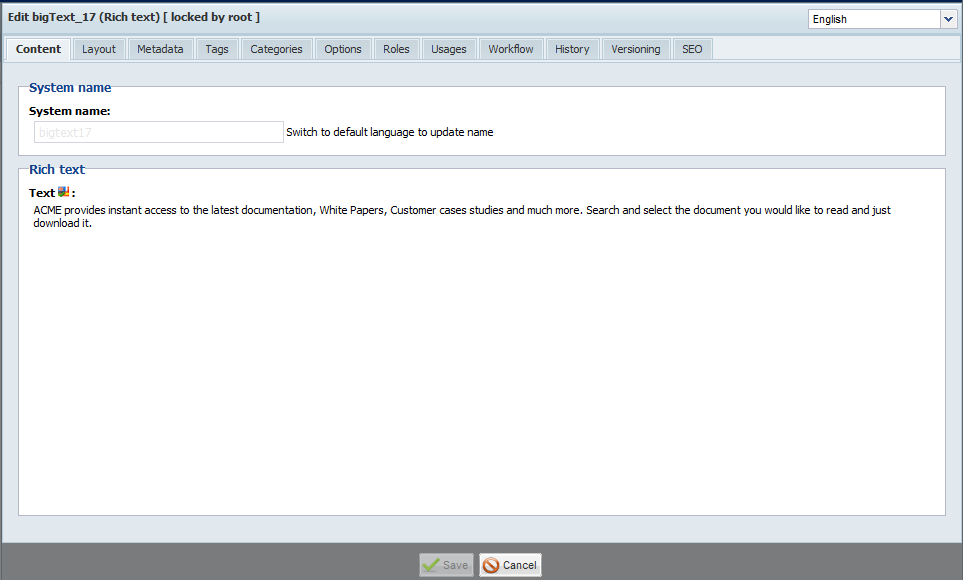 Edit bigText_17 (Rich text) [ locked by root ]
English
Content Layout Metadata Tags Categories Options Roles Usages Workflow History Versioning SEO
System name
System name:
bigtext17 Switch to default language to update name
Rich text
Text :
ACME provides instant access to the latest documentation, White Papers, Customer cases studies and much more. Search and select the document you would like to read and just
download it.
Save Cancel